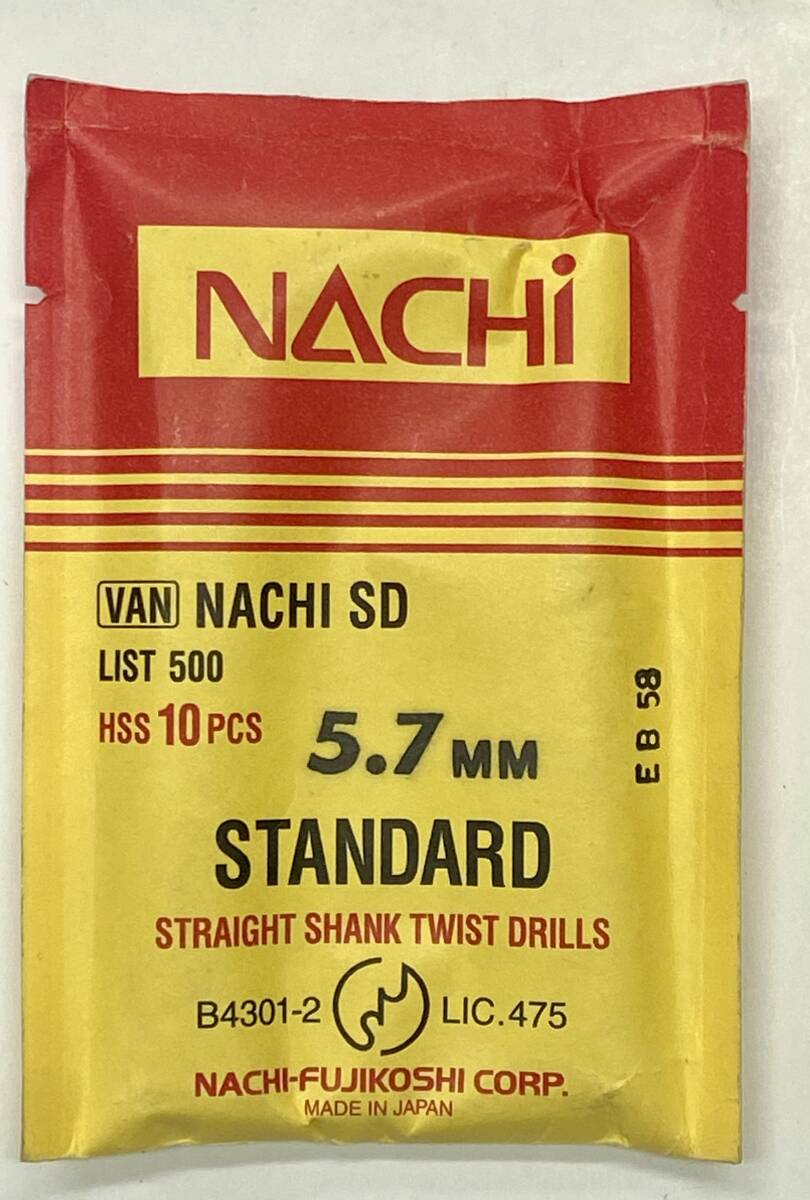 NACHi
VAN NACHI SD
LIST 500
HSS 10 PCS 5.7 MM
EB 58
STANDARD
STRAIGHT SHANK TWIST DRILLS
B4301-2 LIC.475
NACHI-FUJIKOSHI CORP.
MADE IN JAPAN